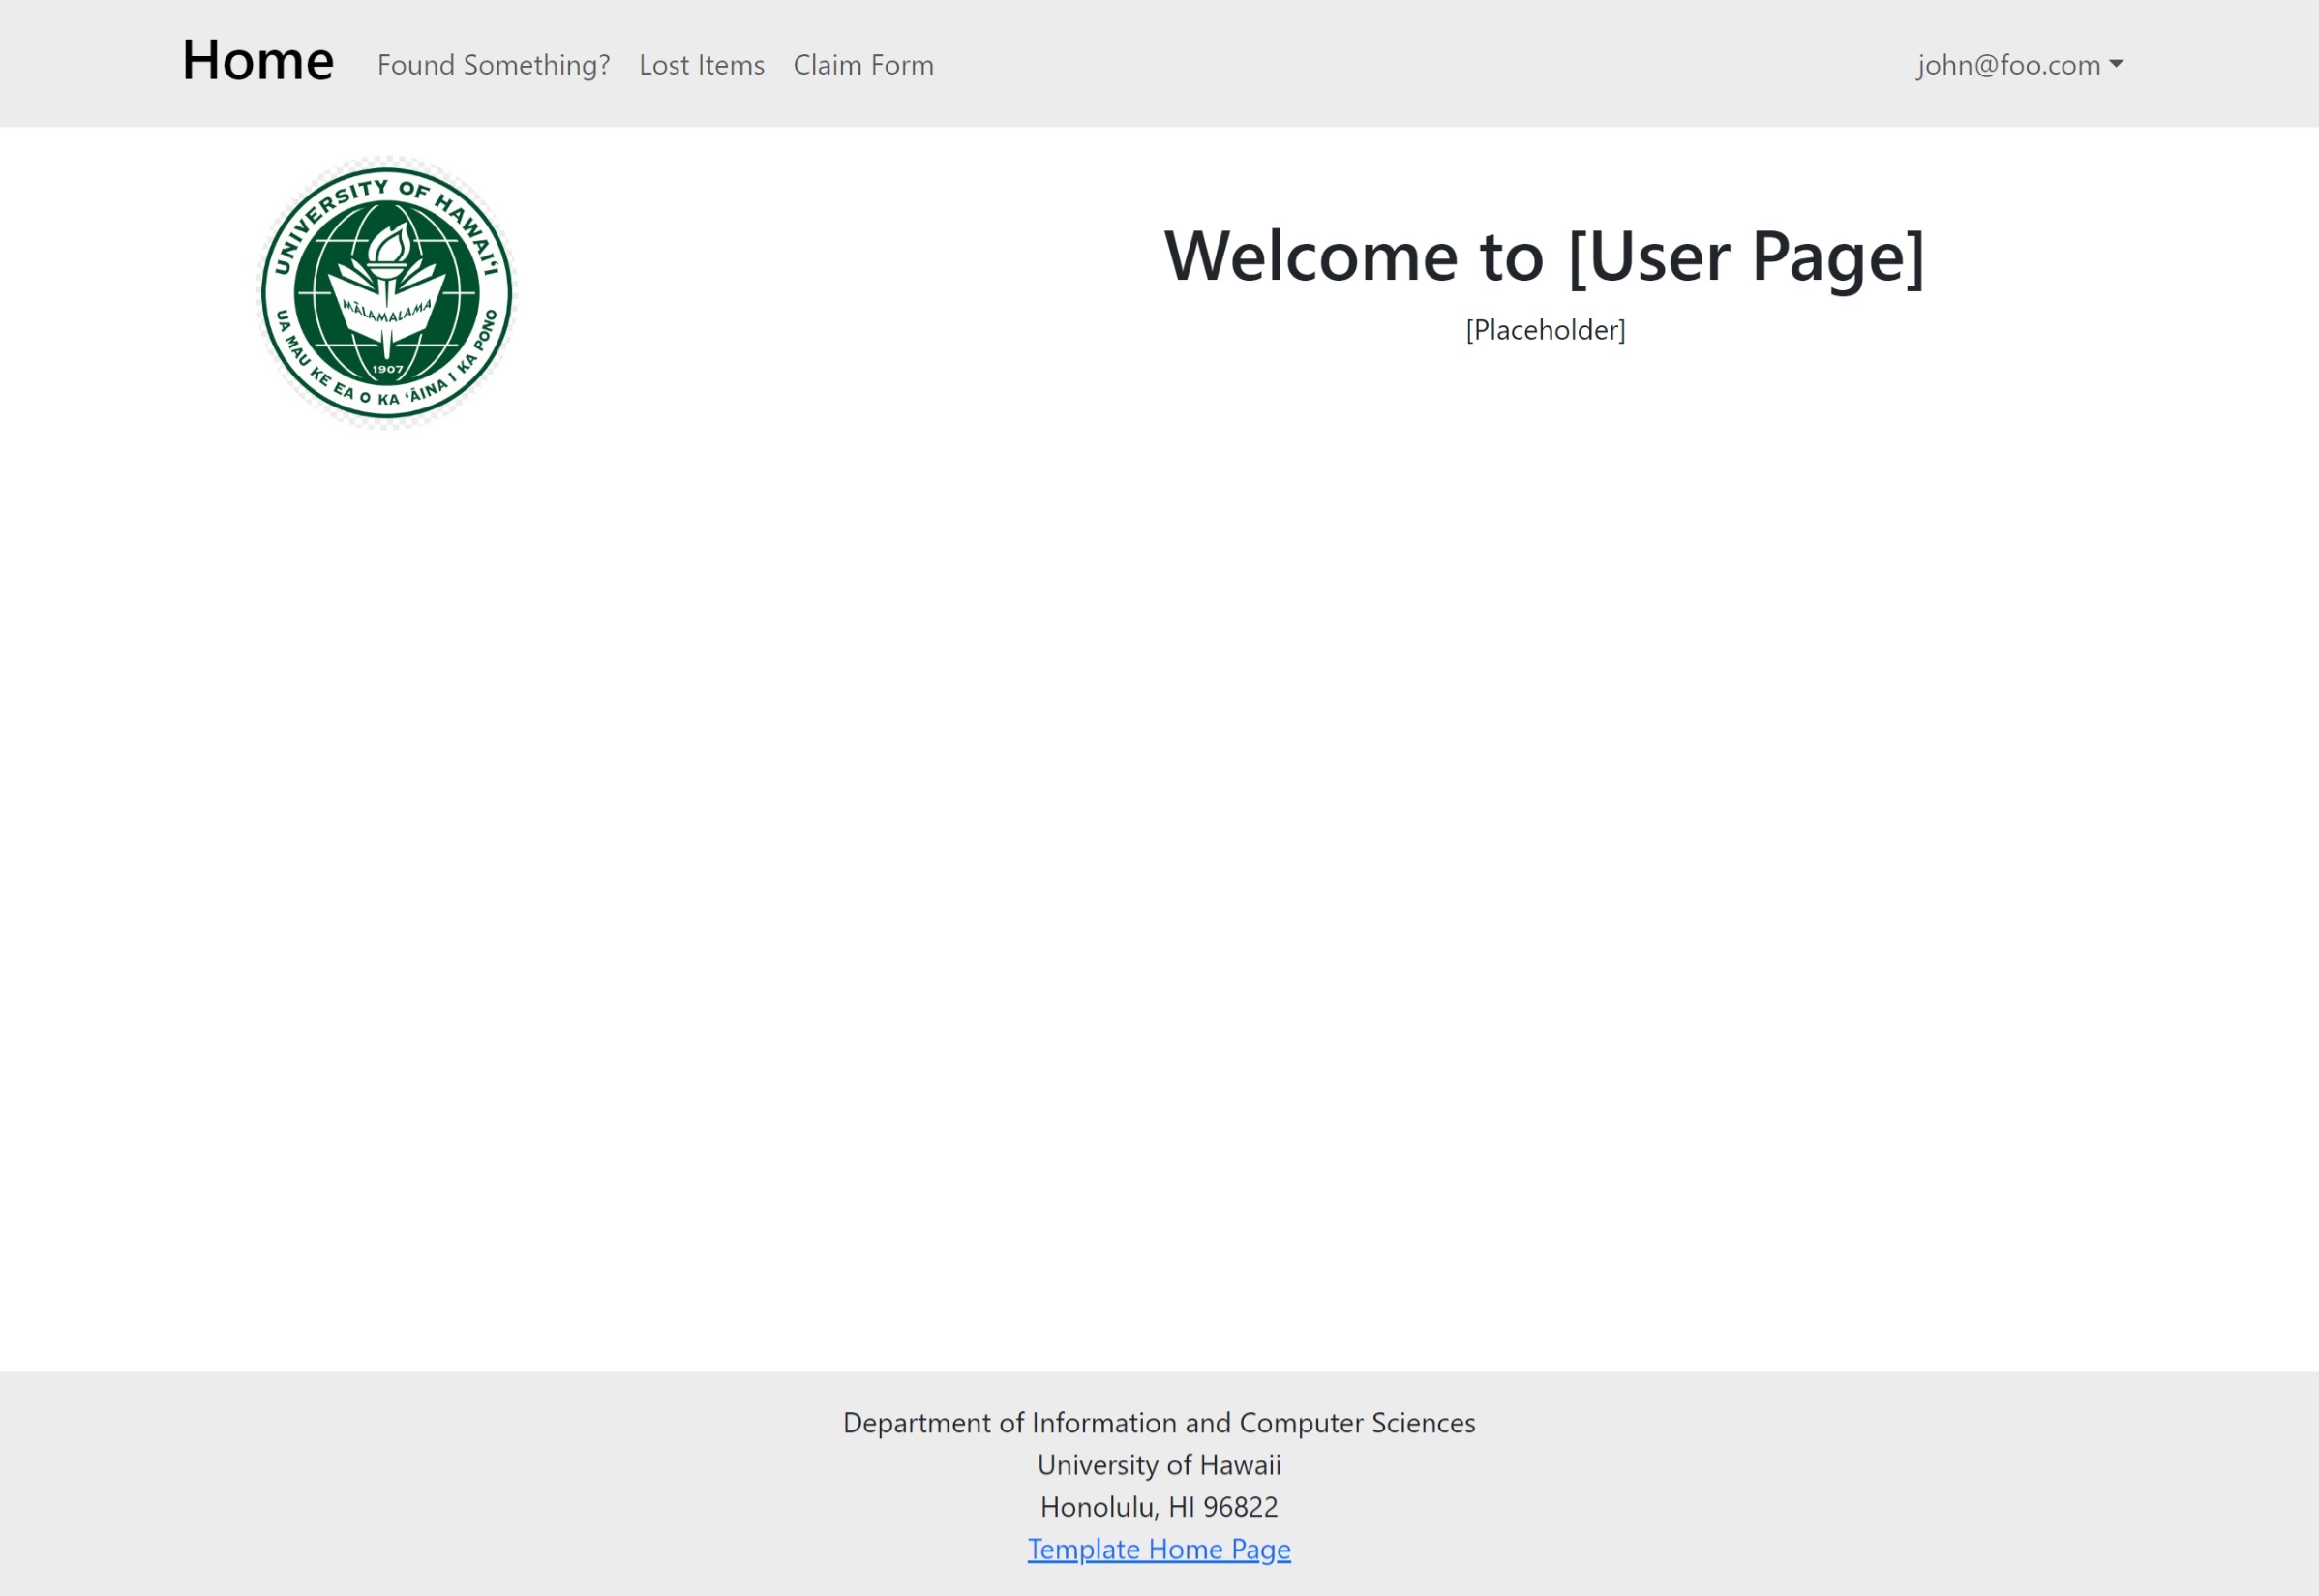 Home Found Something? Lost Items Claim Form john@foo.com
UNIVERSITY OF HAWAIʻI
MĀLAMALAMA
1907
UA MAU KE EA O KA ʻĀINA I KA PONO
Welcome to [User Page]
[Placeholder]
Department of Information and Computer Sciences
University of Hawaii
Honolulu, HI 96822
Template Home Page